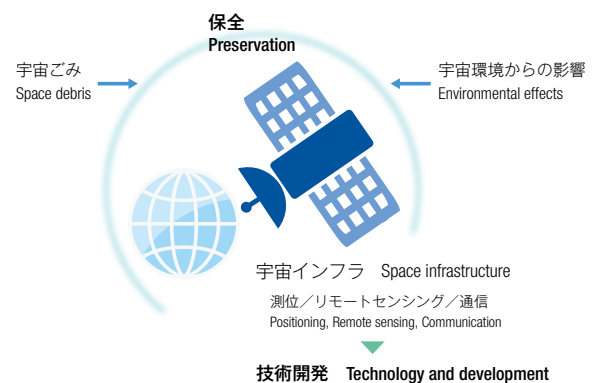 保全
Preservation
宇宙ごみ
Space debris
宇宙環境からの影響
Environmental effects
宇宙インフラ Space infrastructure
測位／リモートセンシング／通信
Positioning, Remote sensing, Communication
技術開発 Technology and development